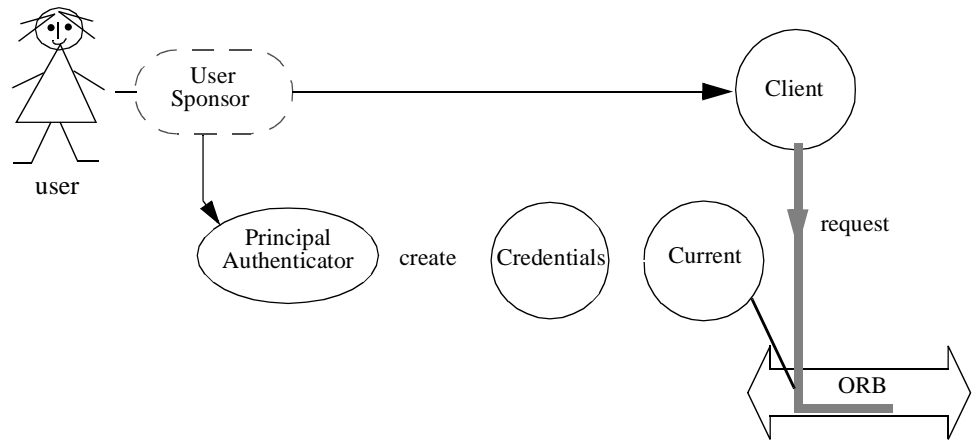 User
Sponsor
Client
user
request
Principal
Authenticator
create
Credentials
Current
ORB